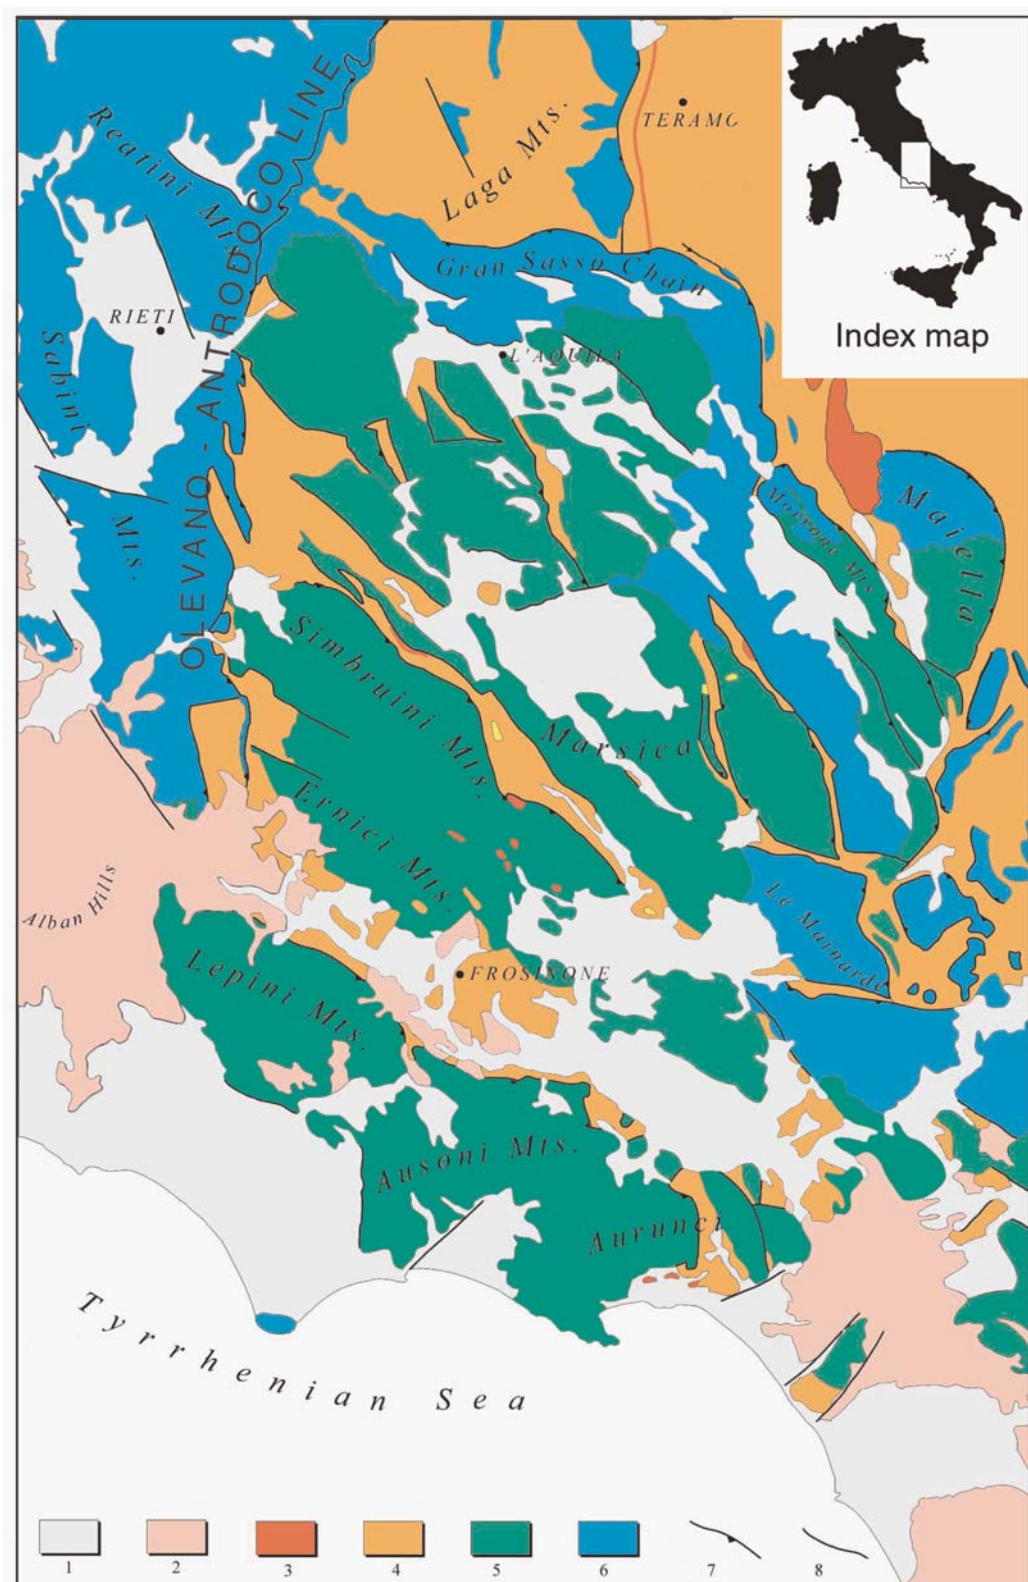 OLEVANO - ANTRODOCO LINE
Reatini Mts.
Laga Mts.
TERAMO
Gran Sasso Chain
Index map
RIETI
Sabini
Mts.
L'AQUILA
Morrone Mts.
Maiella
Simbruini Mts.
Marsica
Ernici Mts.
Alban Hills
Le Mainarde
Lepini Mts.
FROSINONE
Ausoni Mts.
Aurunci
Tyrrhenian Sea
1 2 3 4 5 6 7 8